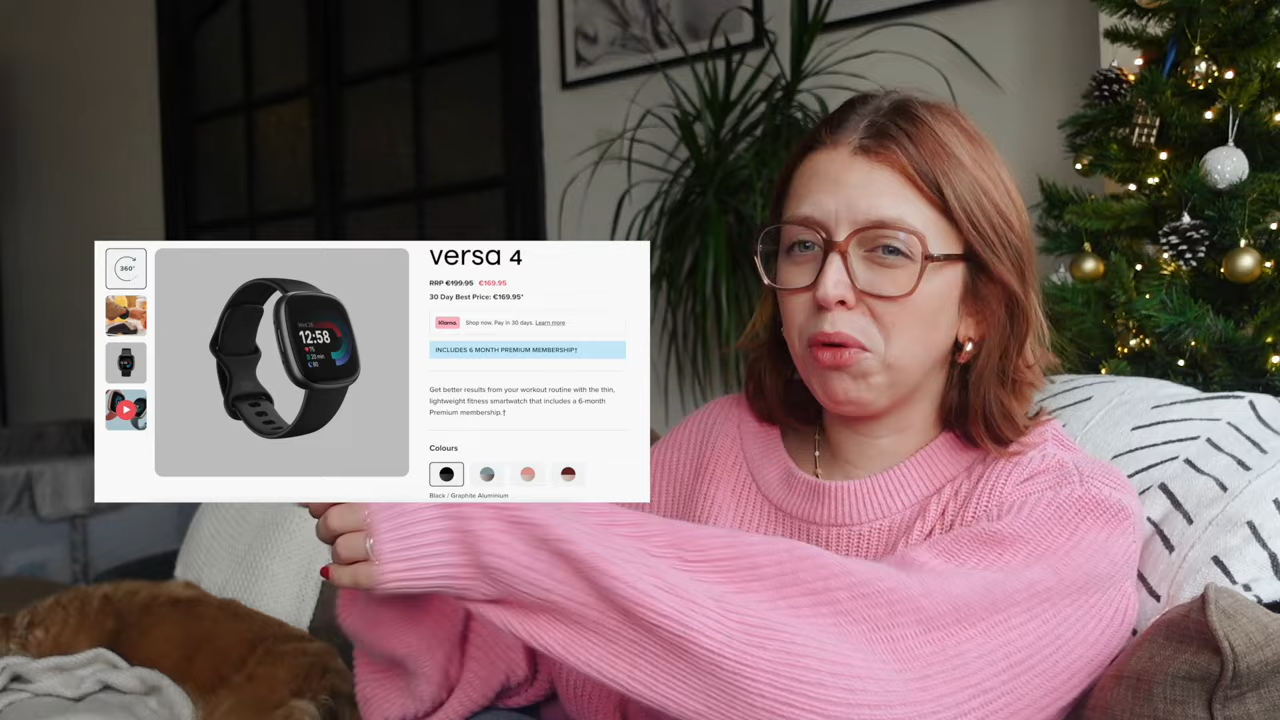 360°
versa 4
RRP €199.95 €169.95
30 Day Best Price: €169.95*
Klarna. Shop now. Pay in 30 days. Learn more
INCLUDES 6 MONTH PREMIUM MEMBERSHIP†
Get better results from your workout routine with the thin,
lightweight fitness smartwatch that includes a 6-month
Premium membership.†
Colours
Black / Graphite Aluminium
12:58